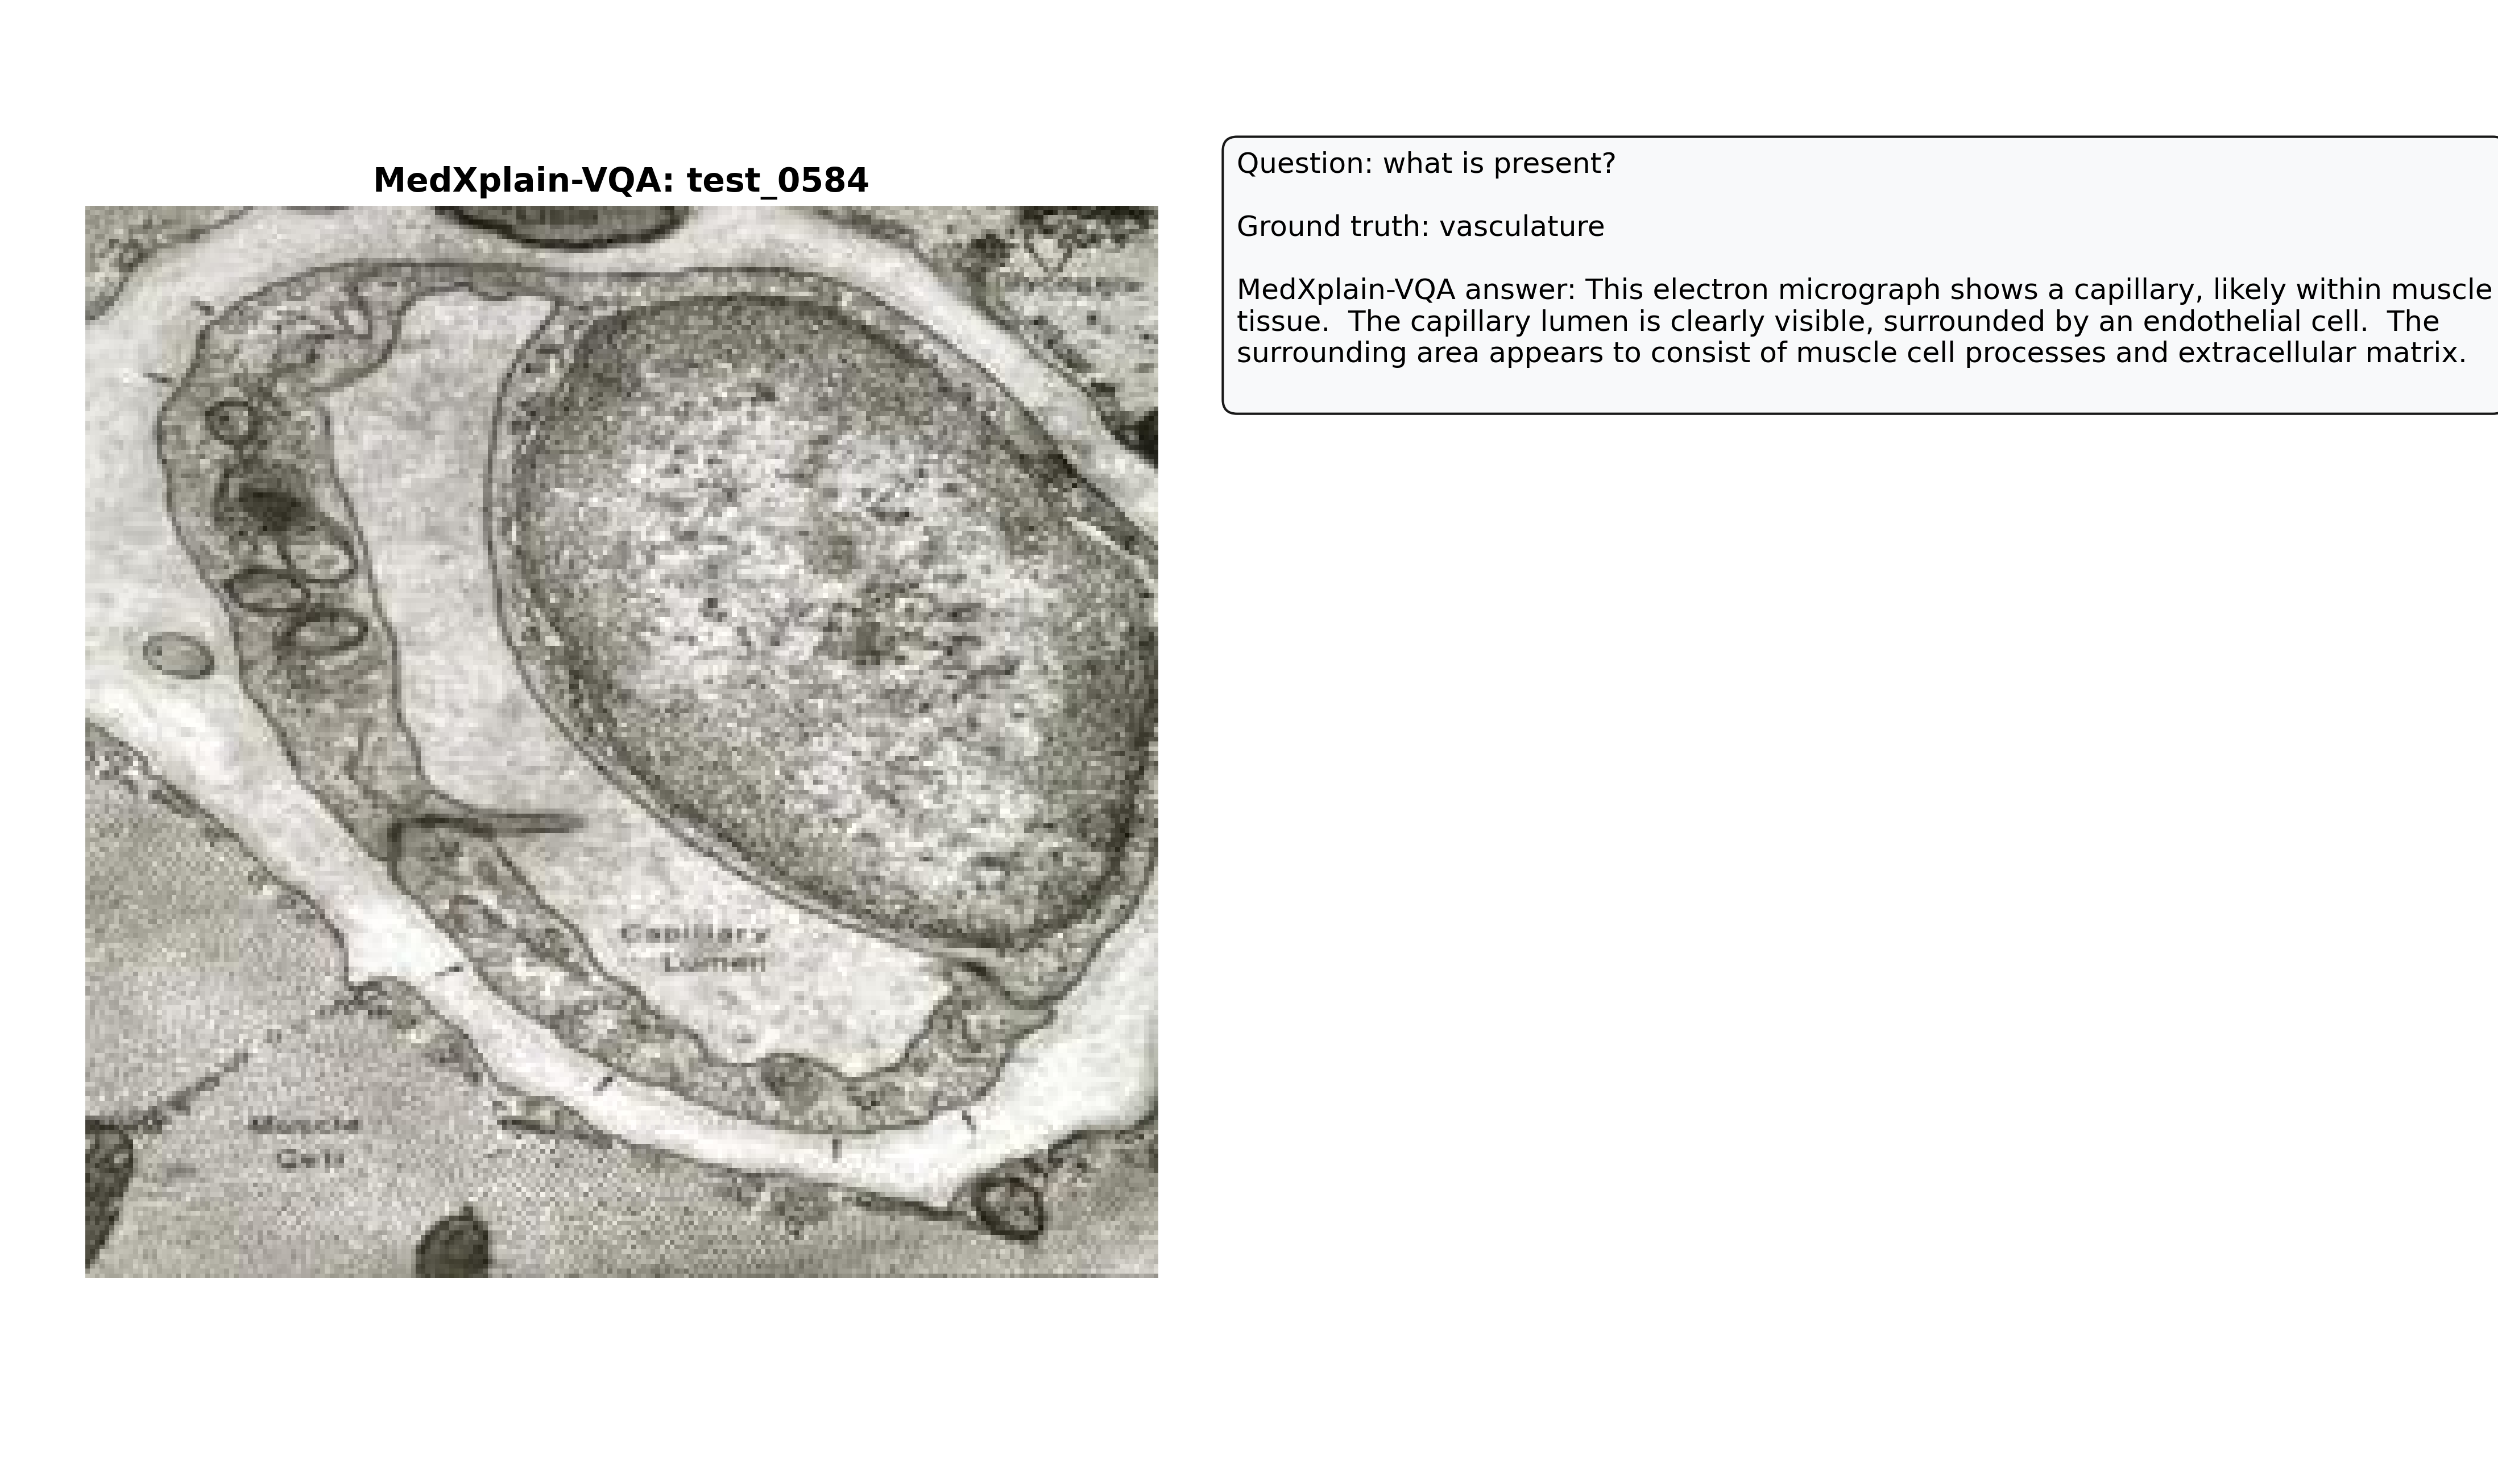 MedXplain-VQA: test_0584
Question: what is present?
Ground truth: vasculature
MedXplain-VQA answer: This electron micrograph shows a capillary, likely within muscle
tissue.  The capillary lumen is clearly visible, surrounded by an endothelial cell.  The
surrounding area appears to consist of muscle cell processes and extracellular matrix.
Capillary
Lumen
Muscle